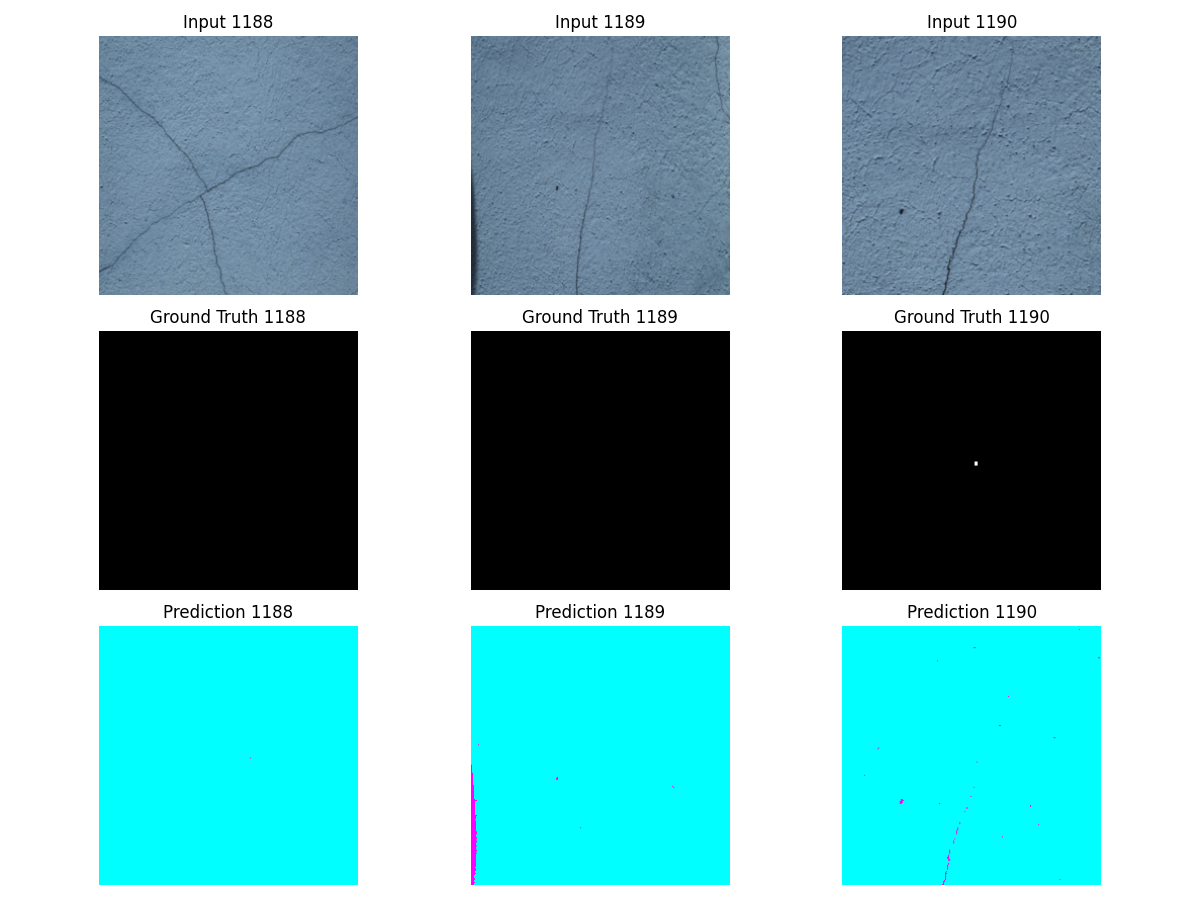 Input 1188
Input 1189
Input 1190
Ground Truth 1188
Ground Truth 1189
Ground Truth 1190
Prediction 1188
Prediction 1189
Prediction 1190